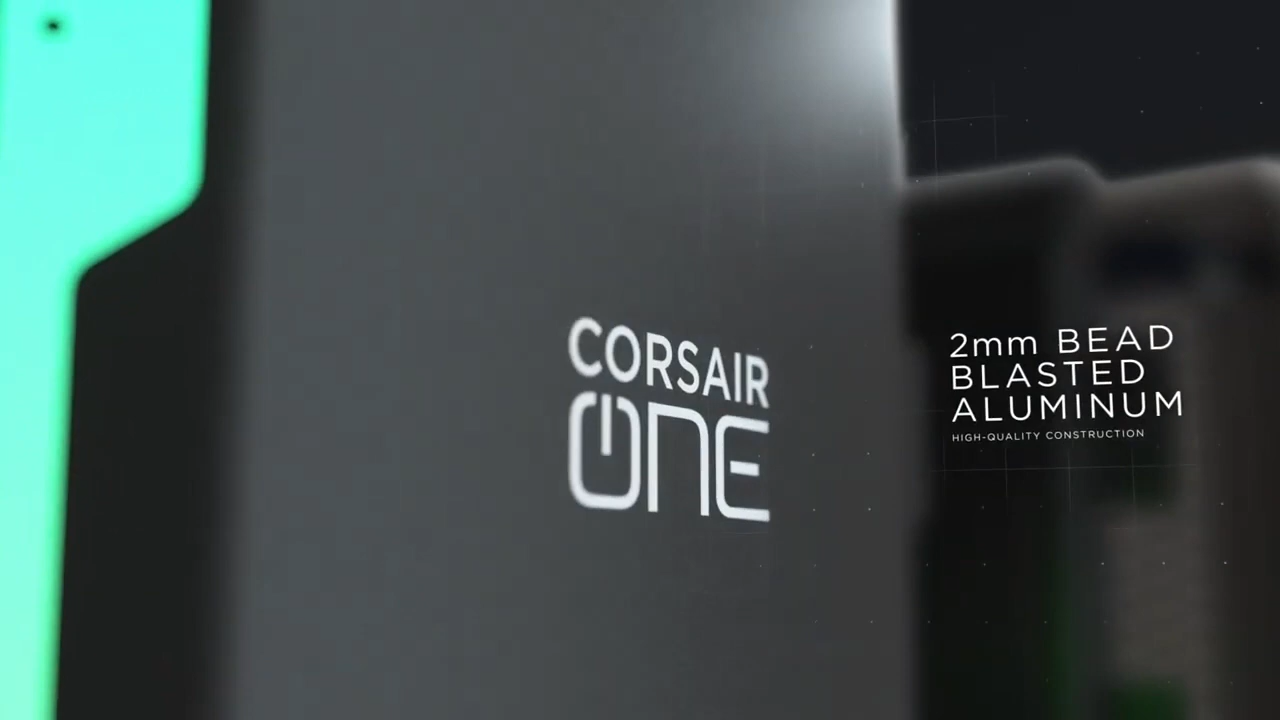 CORSAIR
ONE
2mm BEAD
BLASTED
ALUMINUM
HIGH-QUALITY CONSTRUCTION